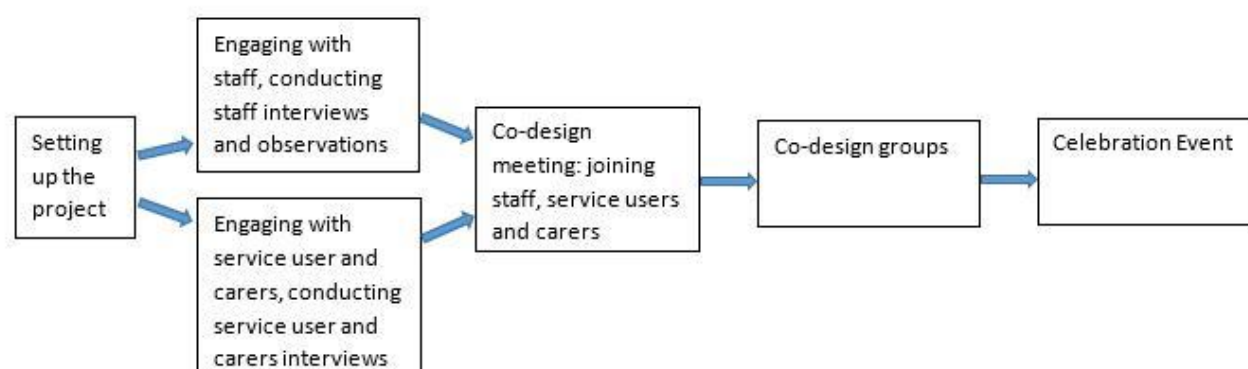 Setting
up the
project
Engaging with
staff, conducting
staff interviews
and observations
Engaging with
service user and
carers, conducting
service user and
carers interviews
Co-design
meeting: joining
staff, service users
and carers
Co-design groups
Celebration Event